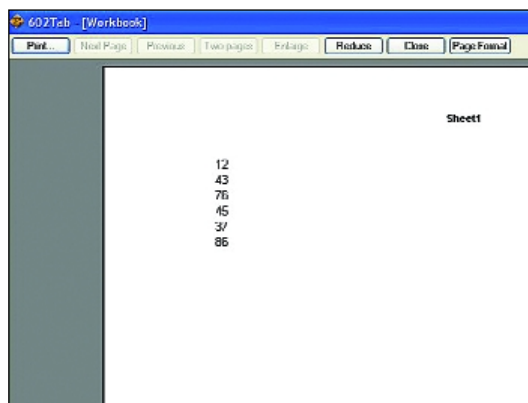 602Tab - [Workbook]
Print... Next Page Previous Two pages Enlarge Reduce Close Page Format
Sheet1
12
43
76
45
37
86